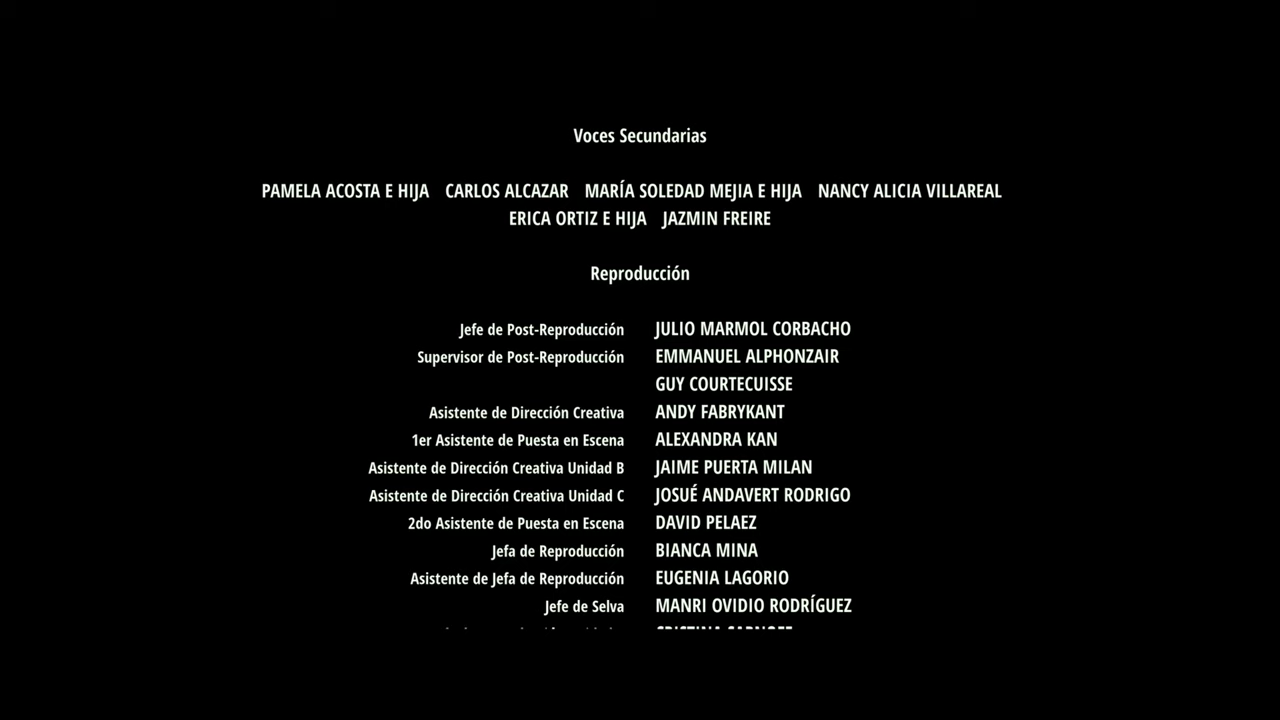 Voces Secundarias
PAMELA ACOSTA E HIJA CARLOS ALCAZAR MARÍA SOLEDAD MEJIA E HIJA NANCY ALICIA VILLAREAL
ERICA ORTIZ E HIJA JAZMIN FREIRE
Reproducción
Jefe de Post-Reproducción JULIO MARMOL CORBACHO
Supervisor de Post-Reproducción EMMANUEL ALPHONZAIR
GUY COURTECUISSE
Asistente de Dirección Creativa ANDY FABRYKANT
1er Asistente de Puesta en Escena ALEXANDRA KAN
Asistente de Dirección Creativa Unidad B JAIME PUERTA MILAN
Asistente de Dirección Creativa Unidad C JOSUÉ ANDAVERT RODRIGO
2do Asistente de Puesta en Escena DAVID PELAEZ
Jefa de Reproducción BIANCA MINA
Asistente de Jefa de Reproducción EUGENIA LAGORIO
Jefe de Selva MANRI OVIDIO RODRÍGUEZ